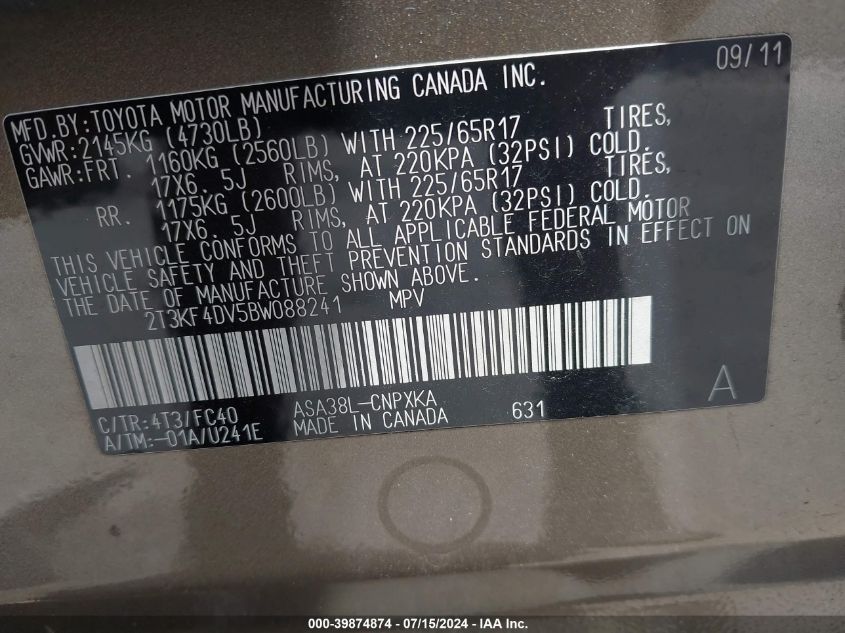 09/11
MFD.BY:TOYOTA MOTOR MANUFACTURING CANADA INC.
GVWR:2145KG (4730LB)
GAWR:FRT. 1160KG (2560LB) WITH 225/65R17 TIRES,
17X6.5J RIMS, AT 220KPA (32PSI) COLD.
RR. 1175KG (2600LB) WITH 225/65R17 TIRES,
17X6.5J RIMS, AT 220KPA (32PSI) COLD.
THIS VEHICLE CONFORMS TO ALL APPLICABLE FEDERAL MOTOR
VEHICLE SAFETY AND THEFT PREVENTION STANDARDS IN EFFECT ON
THE DATE OF MANUFACTURE SHOWN ABOVE.
2T3KF4DV5BW088241 MPV
C/TR:4T3/FC40 ASA38L-CNPXKA 631 A
A/TM:-01A/U241E MADE IN CANADA
000-39874874 / 07/15/2024 - IAA Inc.